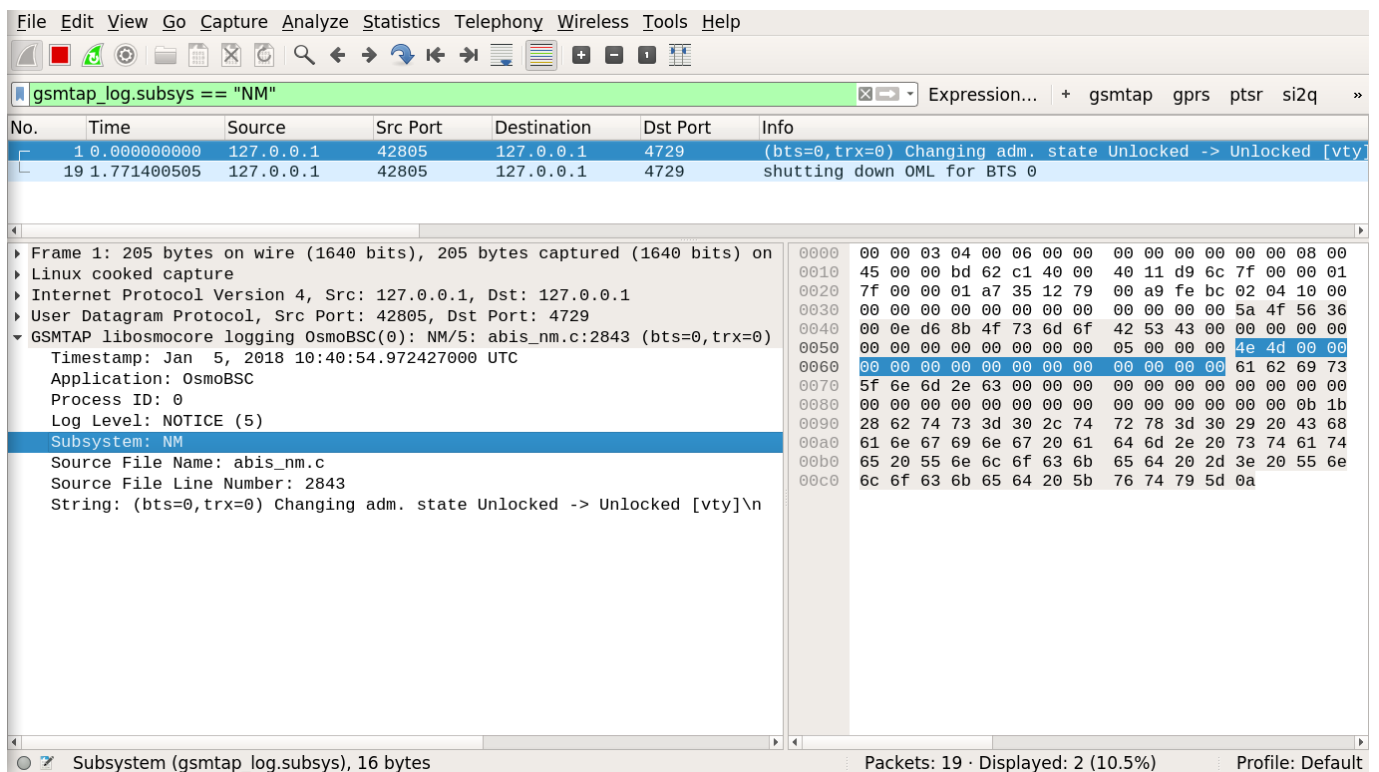 File Edit View Go Capture Analyze Statistics Telephony Wireless Tools Help
gsmtap_log.subsys == "NM" Expression... + gsmtap gprs ptsr si2q »
No. Time Source Src Port Destination Dst Port Info
1 0.000000000 127.0.0.1 42805 127.0.0.1 4729 (bts=0,trx=0) Changing adm. state Unlocked -> Unlocked [vty]
19 1.771400505 127.0.0.1 42805 127.0.0.1 4729 shutting down OML for BTS 0
Frame 1: 205 bytes on wire (1640 bits), 205 bytes captured (1640 bits) on
Linux cooked capture
Internet Protocol Version 4, Src: 127.0.0.1, Dst: 127.0.0.1
User Datagram Protocol, Src Port: 42805, Dst Port: 4729
GSMTAP libosmocore logging OsmoBSC(0): NM/5: abis_nm.c:2843 (bts=0,trx=0)
Timestamp: Jan 5, 2018 10:40:54.972427000 UTC
Application: OsmoBSC
Process ID: 0
Log Level: NOTICE (5)
Subsystem: NM
Source File Name: abis_nm.c
Source File Line Number: 2843
String: (bts=0,trx=0) Changing adm. state Unlocked -> Unlocked [vty]\n
0000 00 00 03 04 00 06 00 00 00 00 00 00 00 00 08 00
0010 45 00 00 bd 62 c1 40 00 40 11 d9 6c 7f 00 00 01
0020 7f 00 00 01 a7 35 12 79 00 a9 fe bc 02 04 10 00
0030 00 00 00 00 00 00 00 00 00 00 00 00 5a 4f 56 36
0040 00 0e d6 8b 4f 73 6d 6f 42 53 43 00 00 00 00 00
0050 00 00 00 00 00 00 00 00 05 00 00 00 4e 4d 00 00
0060 00 00 00 00 00 00 00 00 00 00 00 00 61 62 69 73
0070 5f 6e 6d 2e 63 00 00 00 00 00 00 00 00 00 00 00
0080 00 00 00 00 00 00 00 00 00 00 00 00 00 00 0b 1b
0090 28 62 74 73 3d 30 2c 74 72 78 3d 30 29 20 43 68
00a0 61 6e 67 69 6e 67 20 61 64 6d 2e 20 73 74 61 74
00b0 65 20 55 6e 6c 6f 63 6b 65 64 20 2d 3e 20 55 6e
00c0 6c 6f 63 6b 65 64 20 5b 76 74 79 5d 0a
Subsystem (gsmtap_log.subsys), 16 bytes Packets: 19 · Displayed: 2 (10.5%) Profile: Default